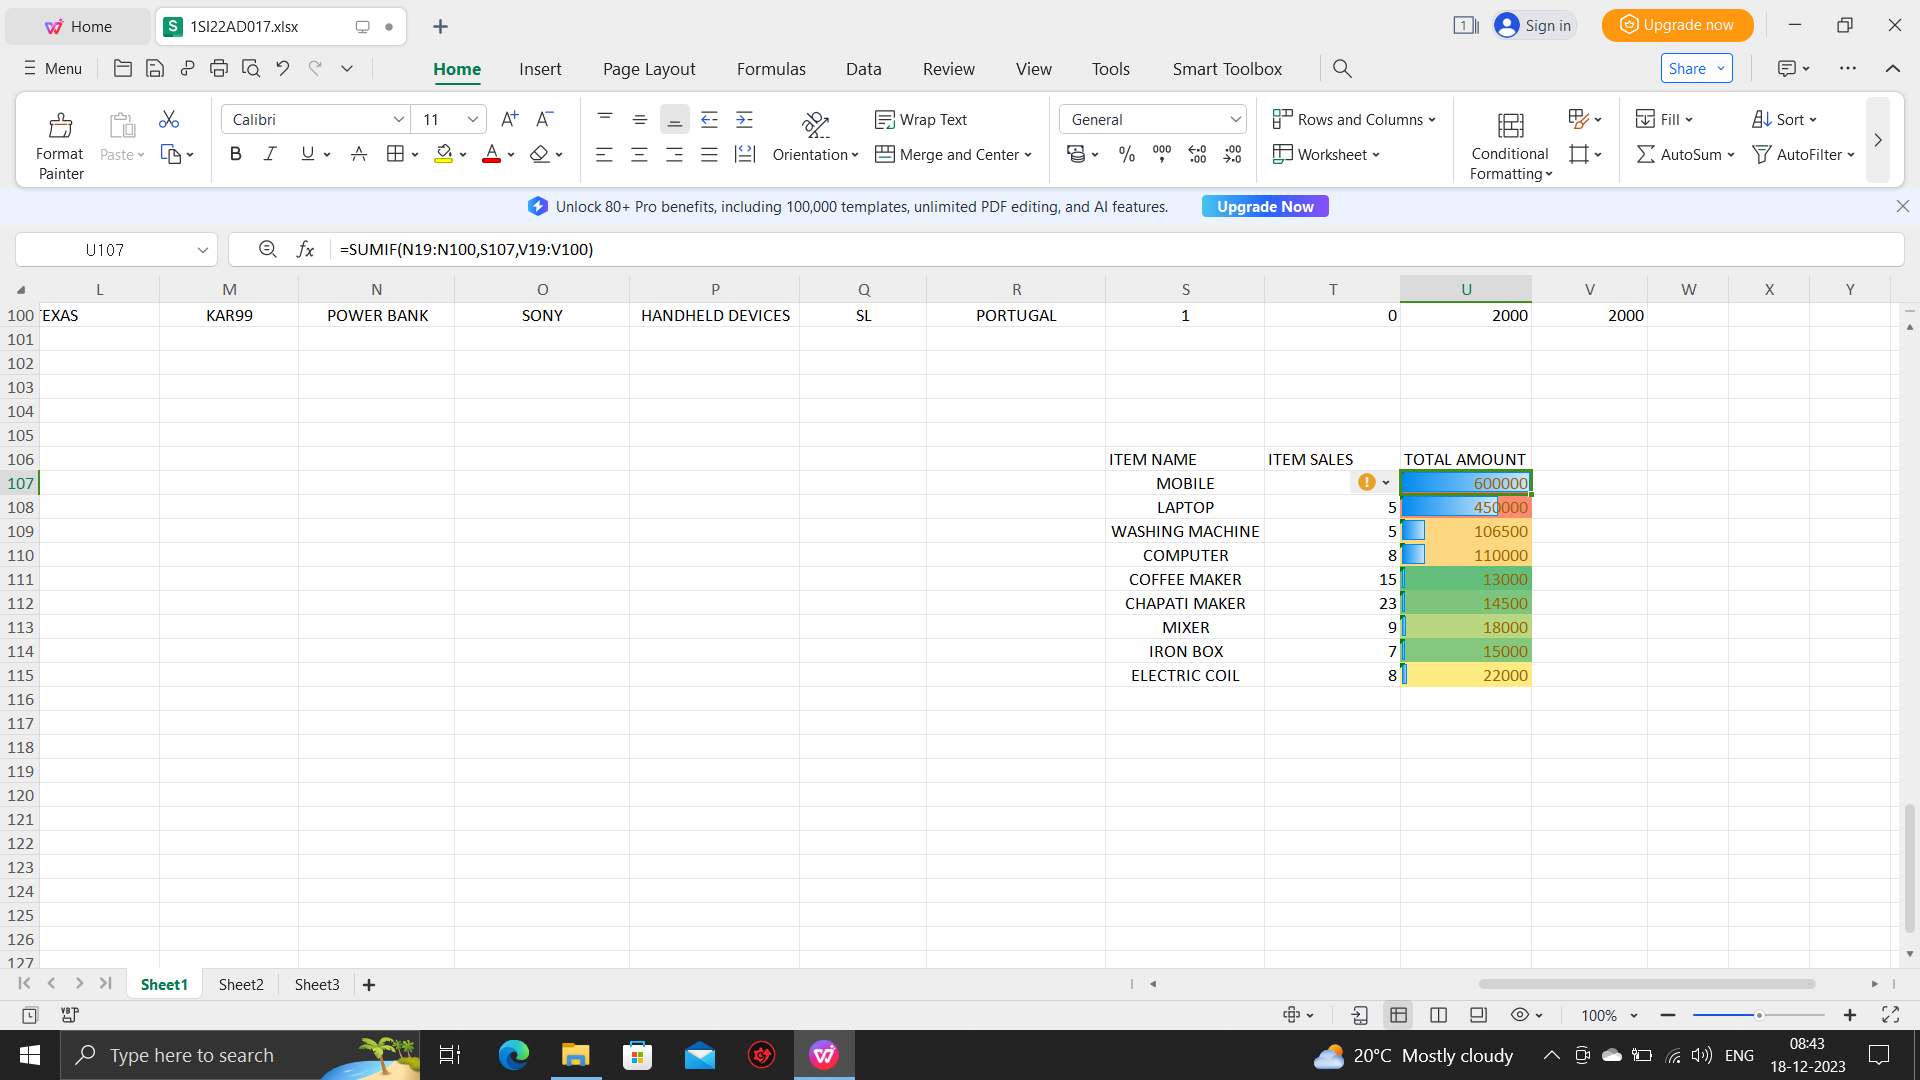 Home 1SI22AD017.xlsx 1 Sign in Upgrade now
Menu Home Insert Page Layout Formulas Data Review View Tools Smart Toolbox Share
Format Painter Paste Calibri 11 Orientation Wrap Text Merge and Center General Rows and Columns Worksheet Conditional Formatting Fill AutoSum Sort AutoFilter
Unlock 80+ Pro benefits, including 100,000 templates, unlimited PDF editing, and AI features. Upgrade Now
U107 fx =SUMIF(N19:N100,S107,V19:V100)
L M N O P Q R S T U V W X Y
100 EXAS KAR99 POWER BANK SONY HANDHELD DEVICES SL PORTUGAL 1 0 2000 2000
101
102
103
104
105
106 ITEM NAME ITEM SALES TOTAL AMOUNT
107 MOBILE 600000
108 LAPTOP 5 450000
109 WASHING MACHINE 5 106500
110 COMPUTER 8 110000
111 COFFEE MAKER 15 13000
112 CHAPATI MAKER 23 14500
113 MIXER 9 18000
114 IRON BOX 7 15000
115 ELECTRIC COIL 8 22000
116
117
118
119
120
121
122
123
124
125
126
127
Sheet1 Sheet2 Sheet3
100%
Type here to search 20°C Mostly cloudy ENG 08:43
18-12-2023